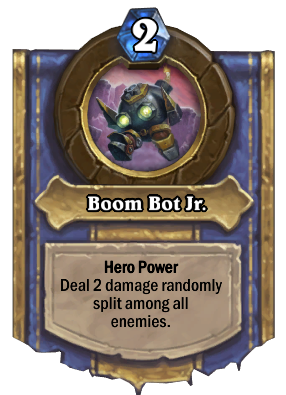 2
Boom Bot Jr.
Hero Power
Deal 2 damage randomly
split among all
enemies.